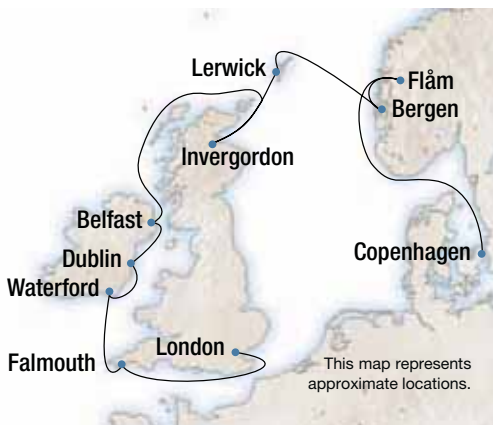 Lerwick
Flåm
Bergen
Invergordon
Belfast
Copenhagen
Dublin
Waterford
London
Falmouth
This map represents
approximate locations.